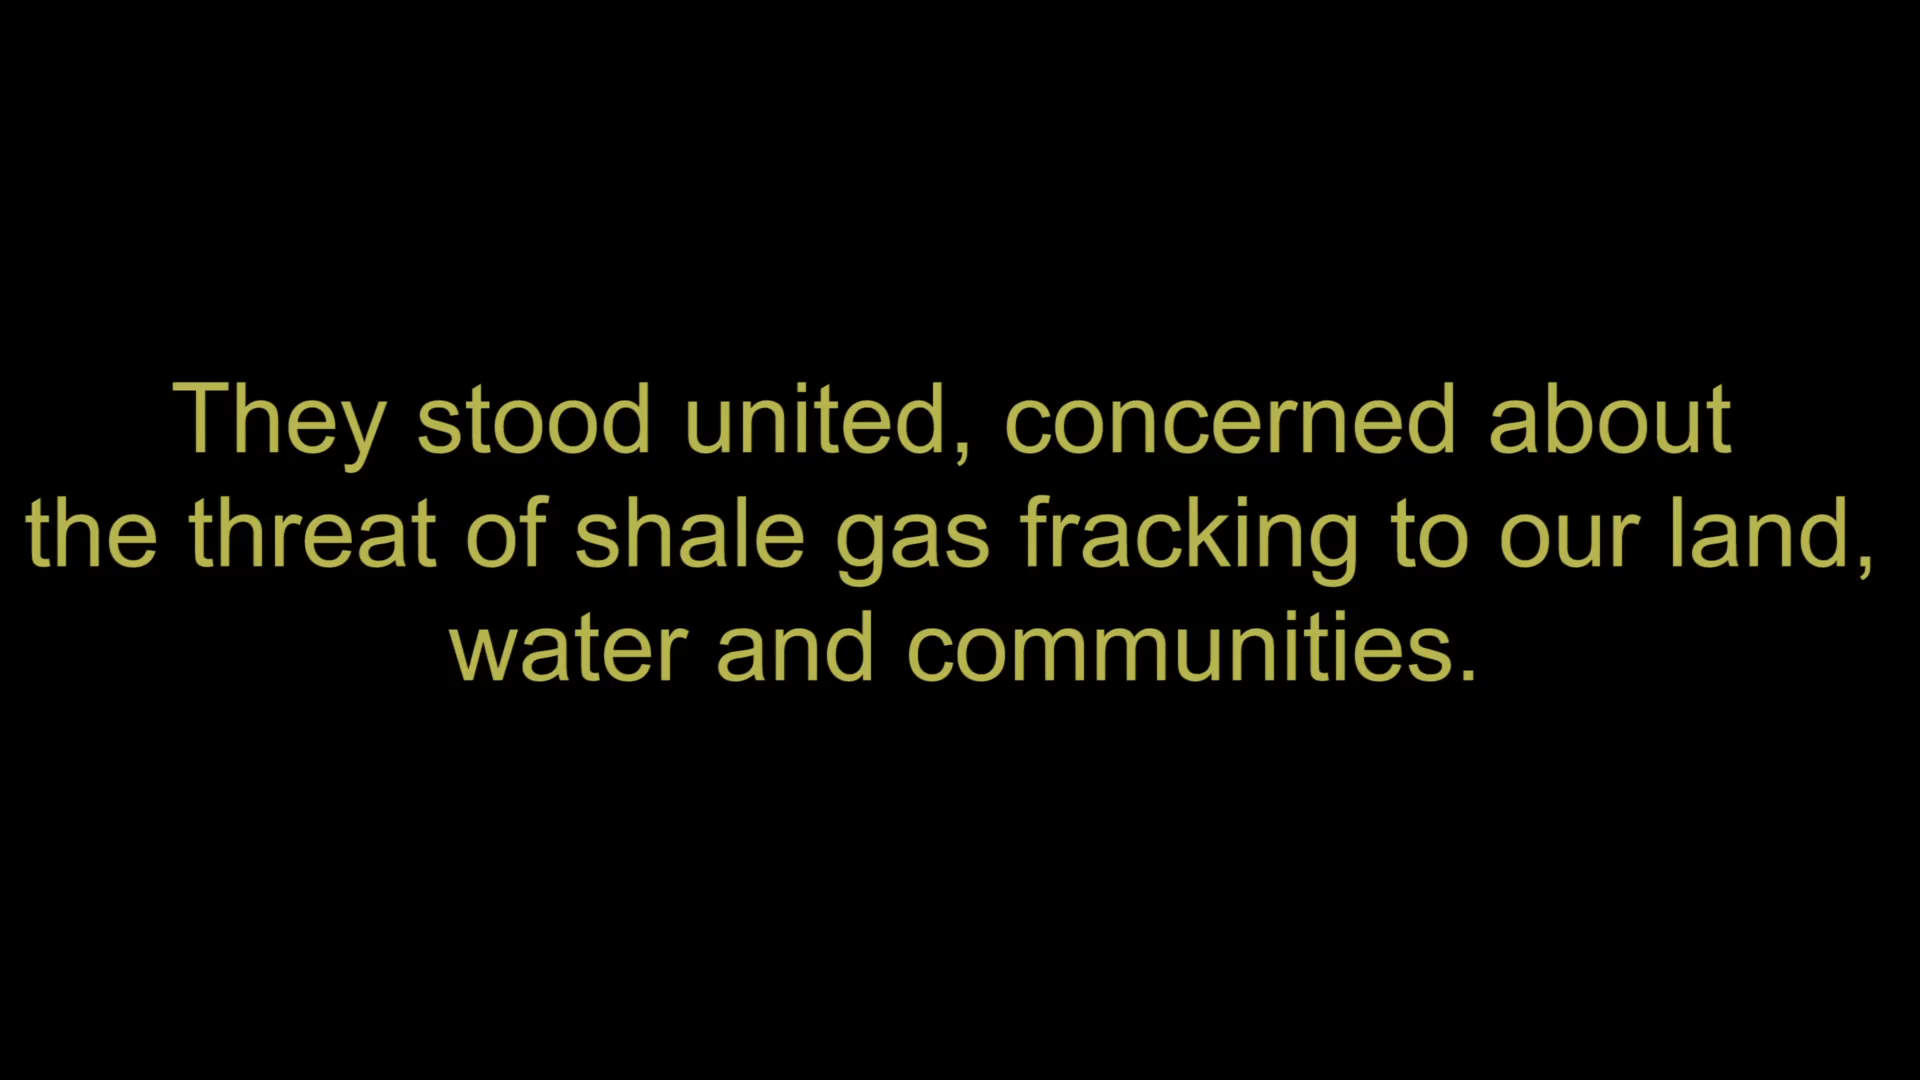 They stood united, concerned about
the threat of shale gas fracking to our land,
water and communities.